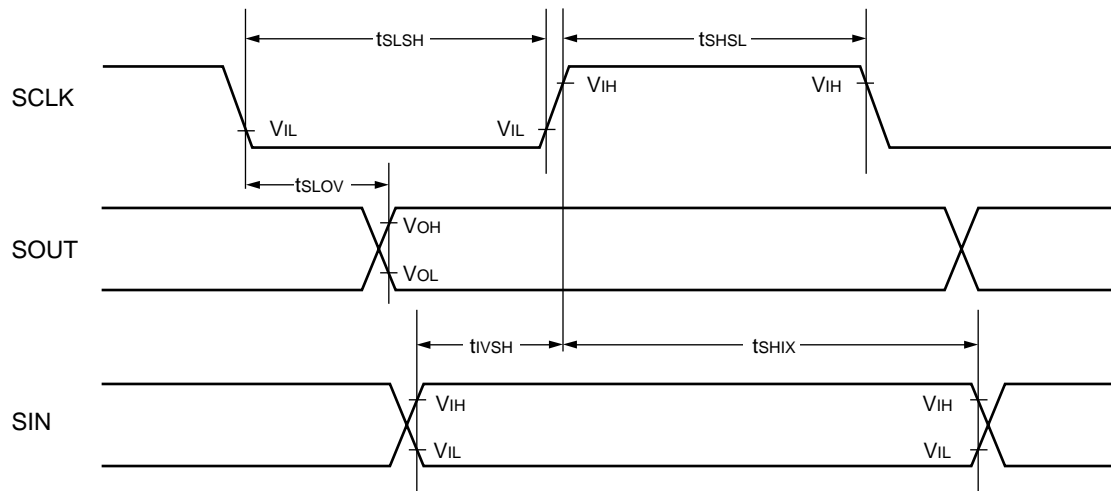 tSLSH tSHSL
SCLK VIL VIL VIH VIH
tSLOV
SOUT VOH
VOL
tIVSH tSHIX
SIN VIH VIH
VIL VIL